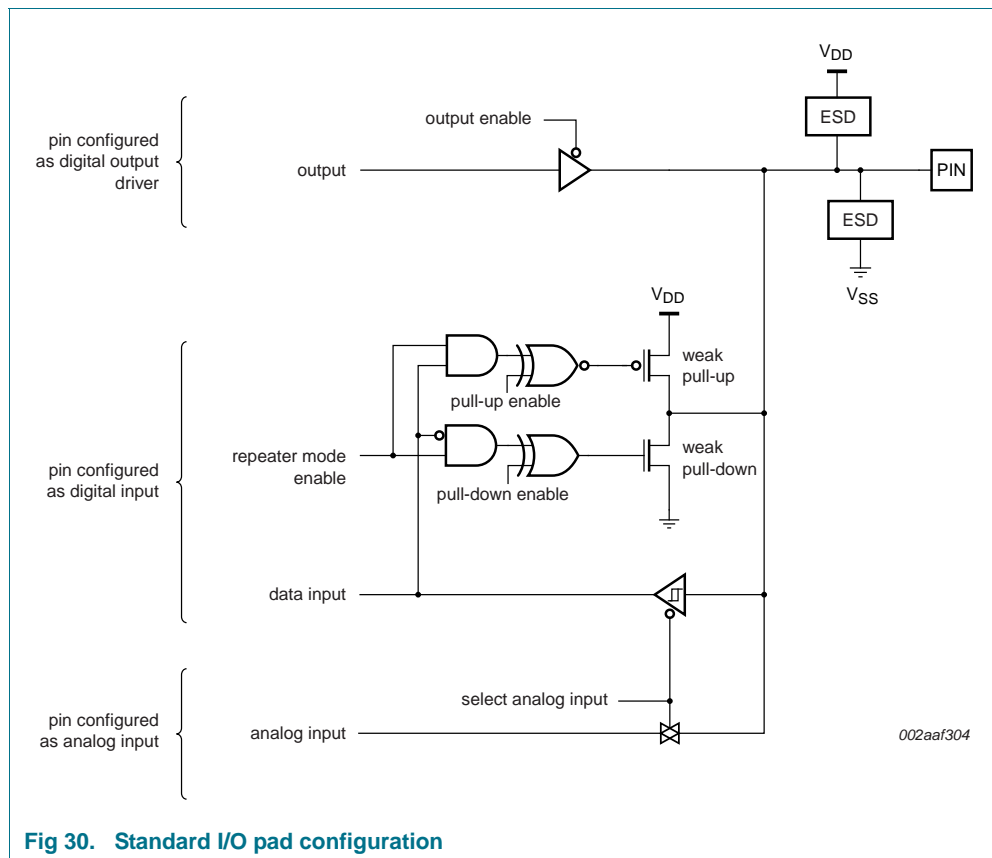 VDD
ESD
output enable
pin configured
as digital output
driver
output
PIN
ESD
VSS
VDD
weak
pull-up
pull-up enable
pin configured
as digital input
repeater mode
enable
weak
pull-down
pull-down enable
data input
select analog input
pin configured
as analog input
analog input
002aaf304
Fig 30. Standard I/O pad configuration